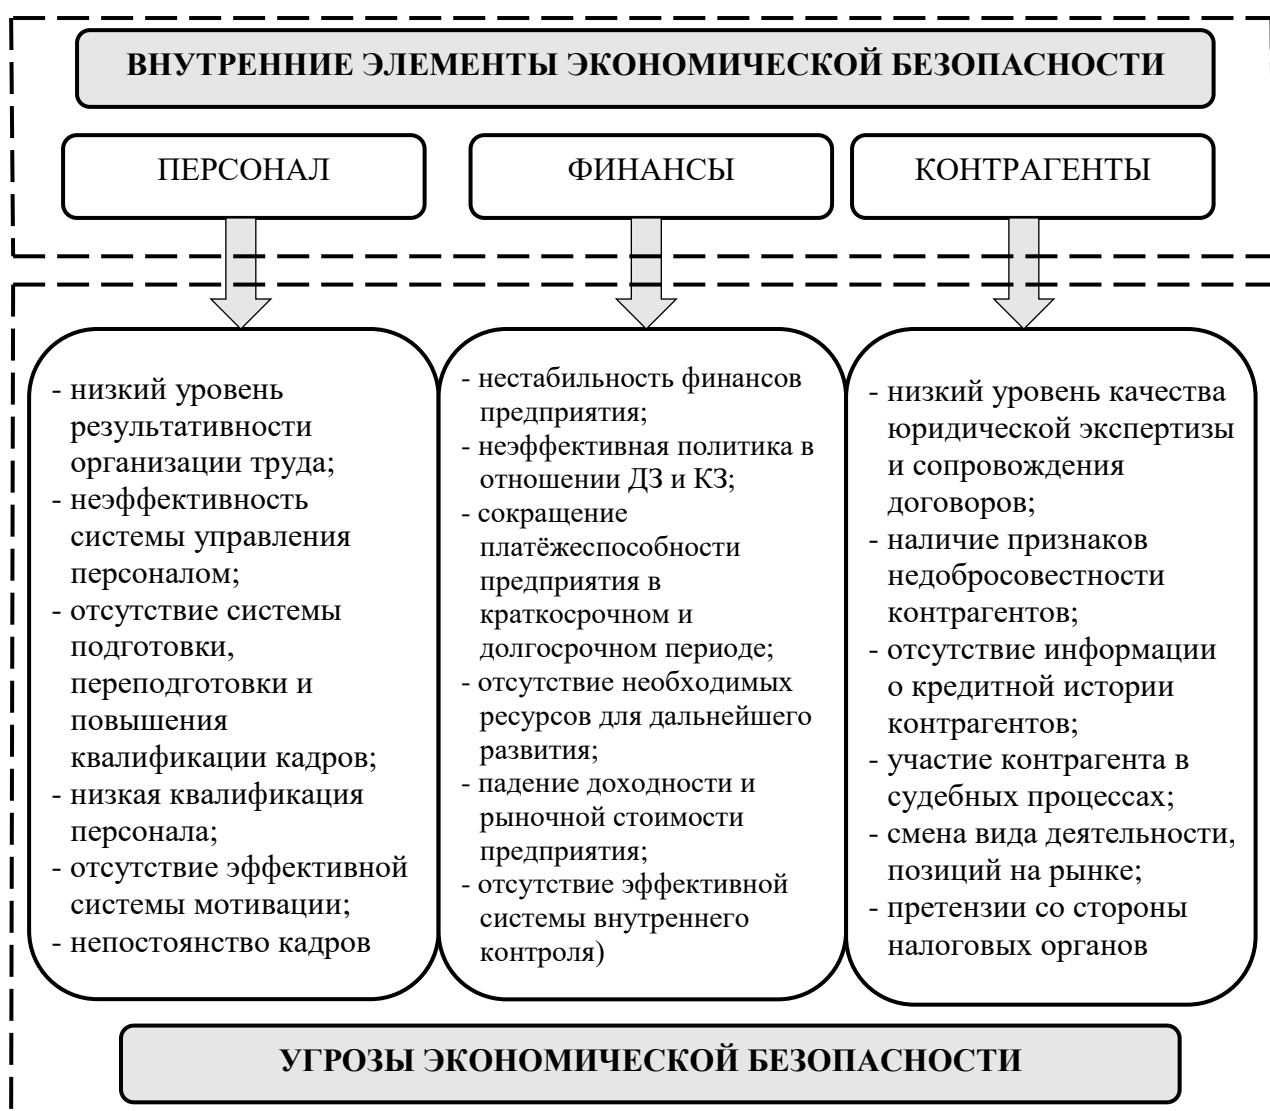 ВНУТРЕННИЕ ЭЛЕМЕНТЫ ЭКОНОМИЧЕСКОЙ БЕЗОПАСНОСТИ
ПЕРСОНАЛ
ФИНАНСЫ
КОНТРАГЕНТЫ
- низкий уровень
результативности
организации труда;
- неэффективность
системы управления
персоналом;
- отсутствие системы
подготовки,
переподготовки и
повышения
квалификации кадров;
- низкая квалификация
персонала;
- отсутствие эффективной
системы мотивации;
- непостоянство кадров
- нестабильность финансов
предприятия;
- неэффективная политика в
отношении ДЗ и КЗ;
- сокращение
платёжеспособности
предприятия в
краткосрочном и
долгосрочном периоде;
- отсутствие необходимых
ресурсов для дальнейшего
развития;
- падение доходности и
рыночной стоимости
предприятия;
- отсутствие эффективной
системы внутреннего
контроля)
- низкий уровень качества
юридической экспертизы
и сопровождения
договоров;
- наличие признаков
недобросовестности
контрагентов;
- отсутствие информации
о кредитной истории
контрагентов;
- участие контрагента в
судебных процессах;
- смена вида деятельности,
позиций на рынке;
- претензии со стороны
налоговых органов
УГРОЗЫ ЭКОНОМИЧЕСКОЙ БЕЗОПАСНОСТИ